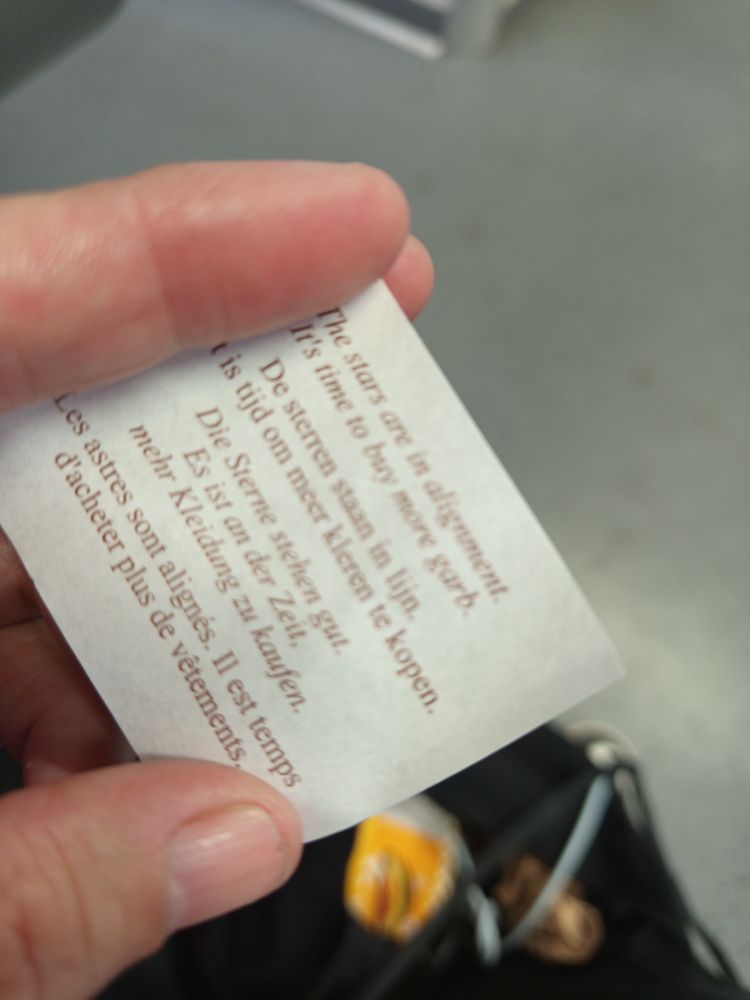 The stars are in alignment.
It's time to buy more garb.
De sterren staan in lijn.
t is tijd om meer kleren te kopen.
Die Sterne stehen gut.
Es ist an der Zeit,
mehr Kleidung zu kaufen.
Les astres sont alignés. Il est temps
d'acheter plus de vêtements.